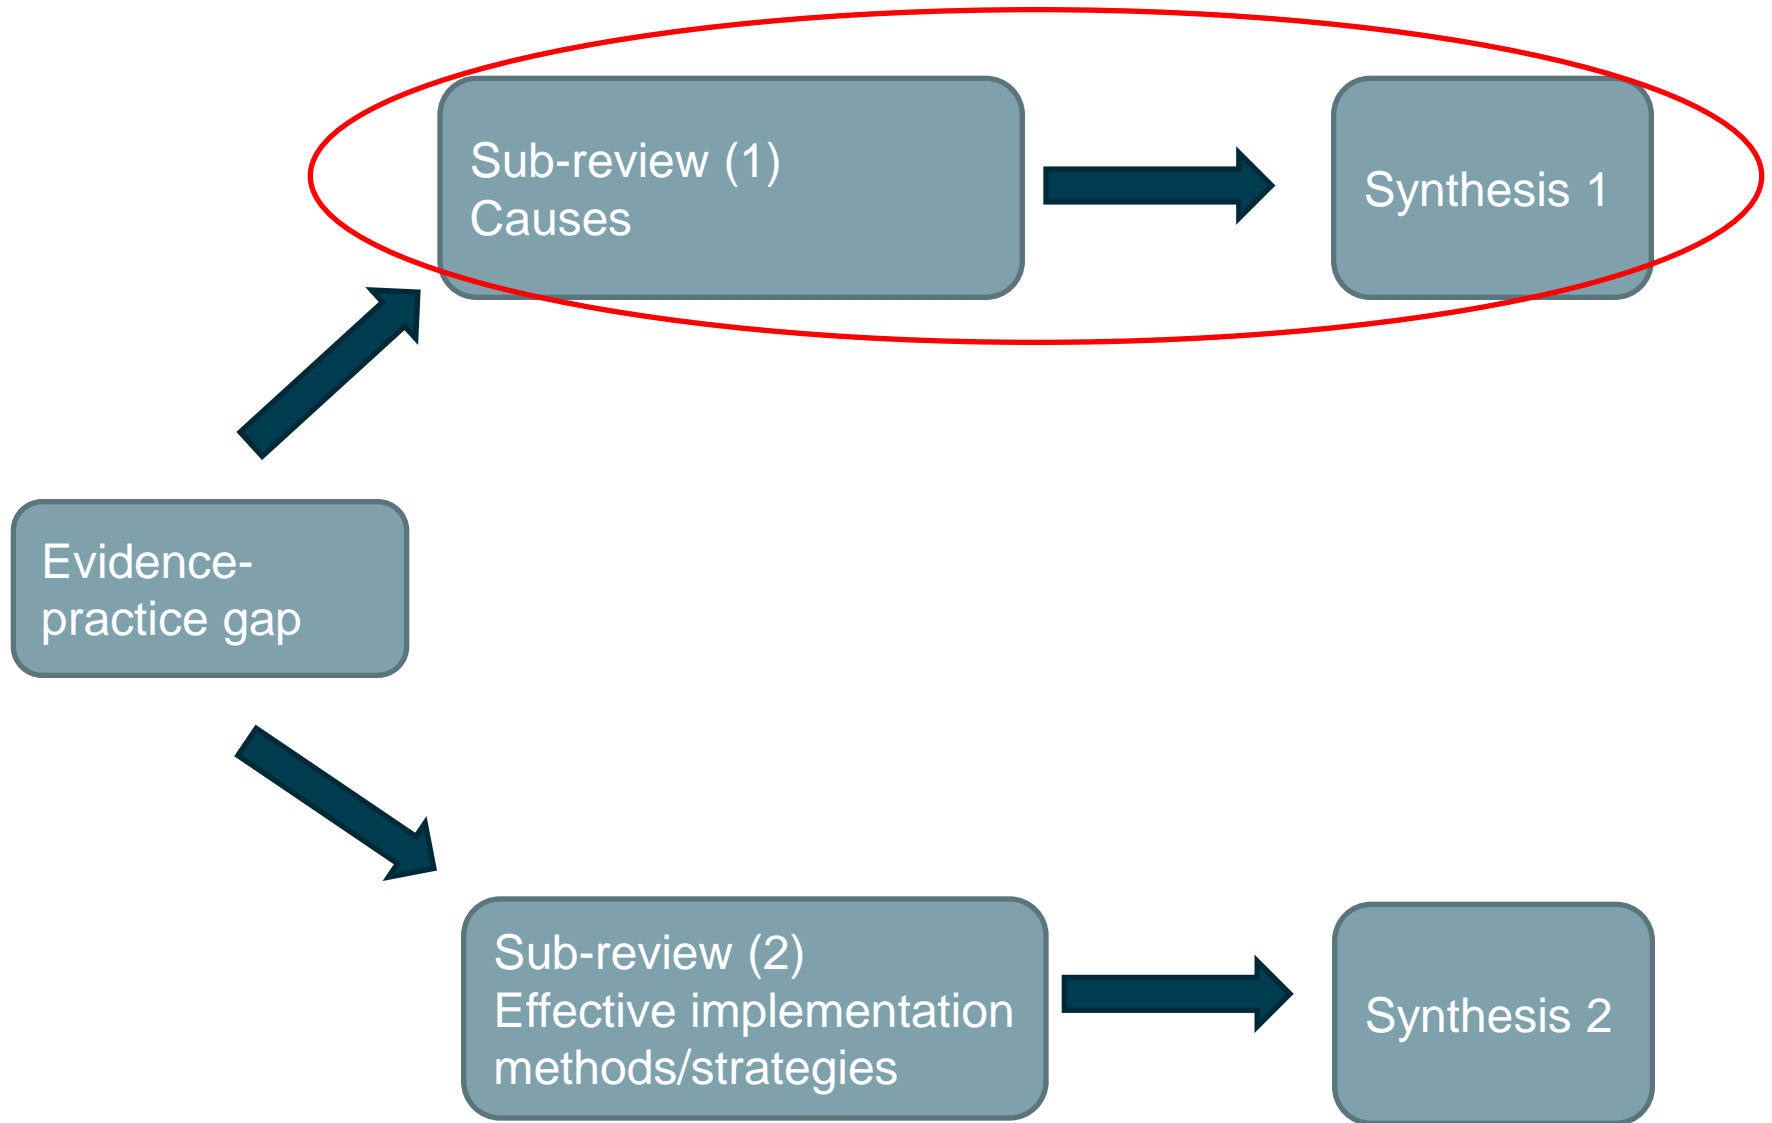 Sub-review (1)
Causes
Synthesis 1
Evidence-
practice gap
Sub-review (2)
Effective implementation
methods/strategies
Synthesis 2